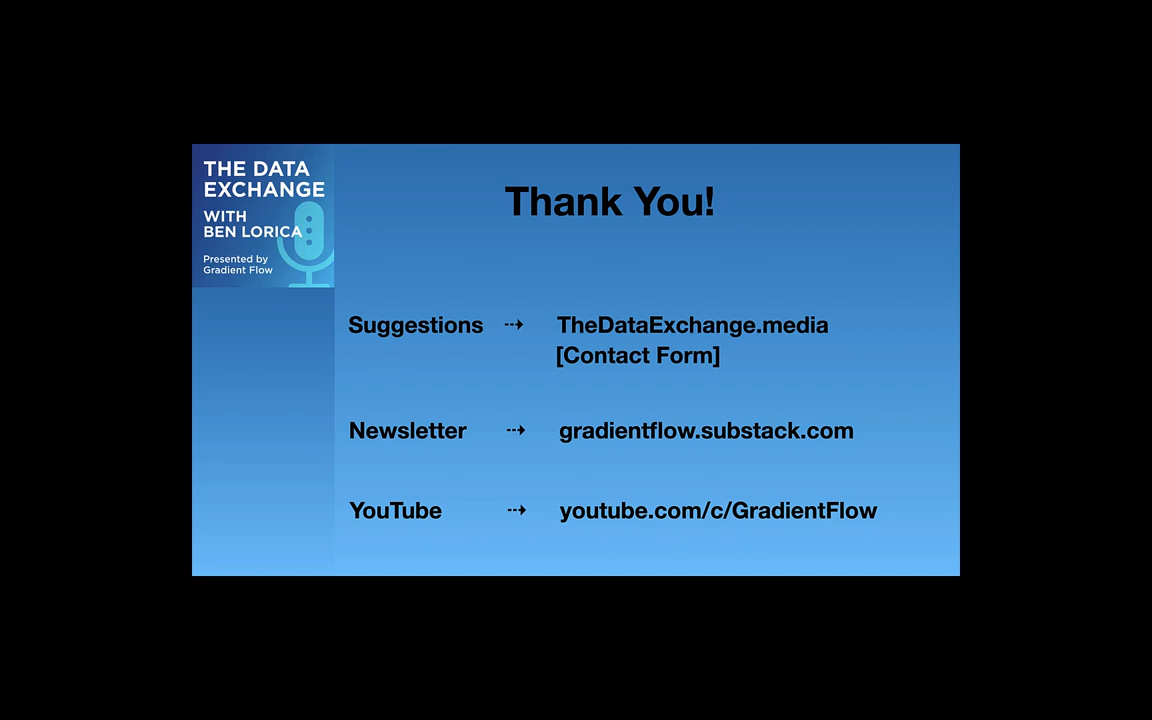 THE DATA
EXCHANGE
WITH
BEN LORICA
Presented by
Gradient Flow
Thank You!
Suggestions ⇢ TheDataExchange.media
[Contact Form]
Newsletter ⇢ gradientflow.substack.com
YouTube ⇢ youtube.com/c/GradientFlow